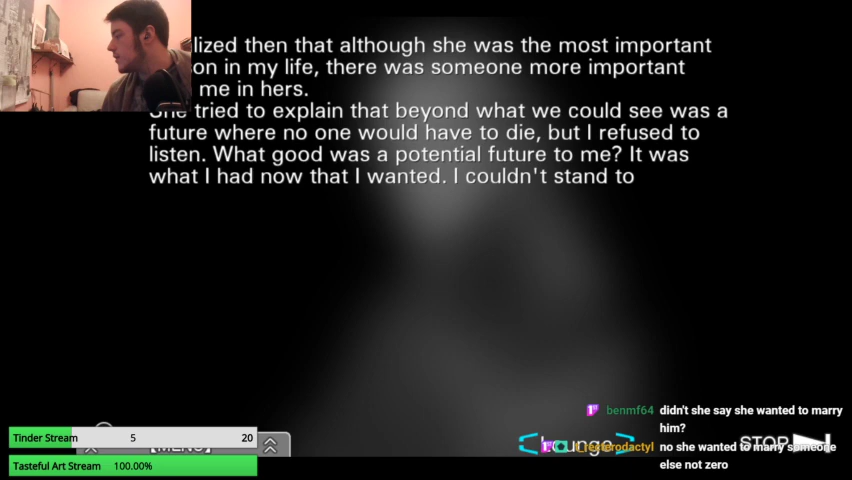 lized then that although she was the most important
on in my life, there was someone more important
me in hers.
She tried to explain that beyond what we could see was a
future where no one would have to die, but I refused to
listen. What good was a potential future to me? It was
what I had now that I wanted. I couldn't stand to
benmf64 didn't she say she wanted to marry
him?
no she wanted to marry someone
else not zero
Lounge
STOP
Tinder Stream 5 20
[MENU]
Tasteful Art Stream 100.00%